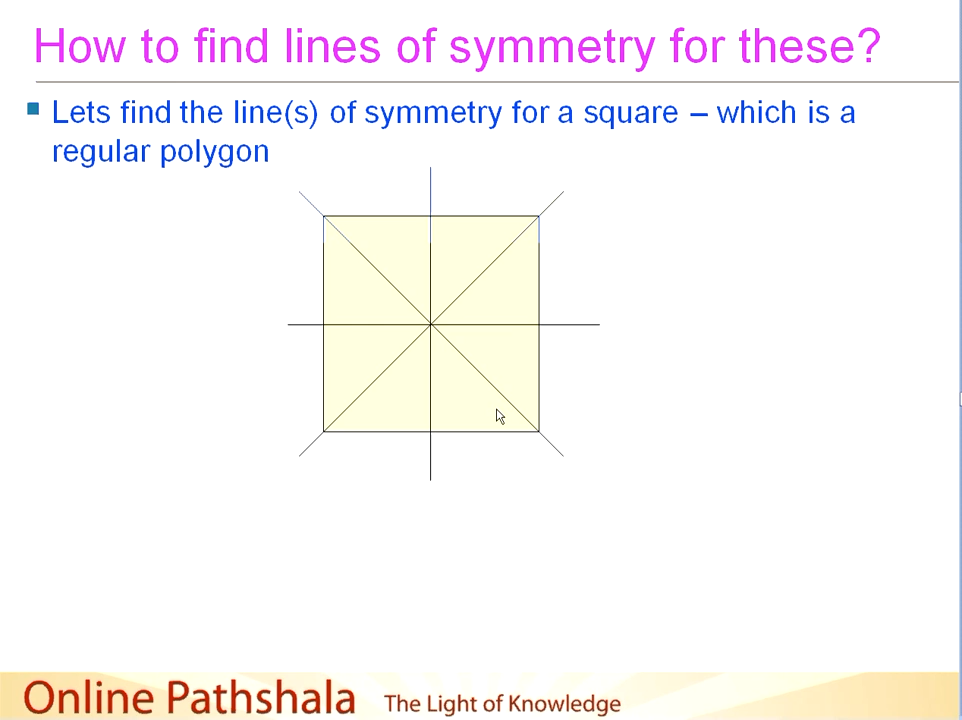 How to find lines of symmetry for these?
Lets find the line(s) of symmetry for a square – which is a
regular polygon
Online Pathshala The Light of Knowledge